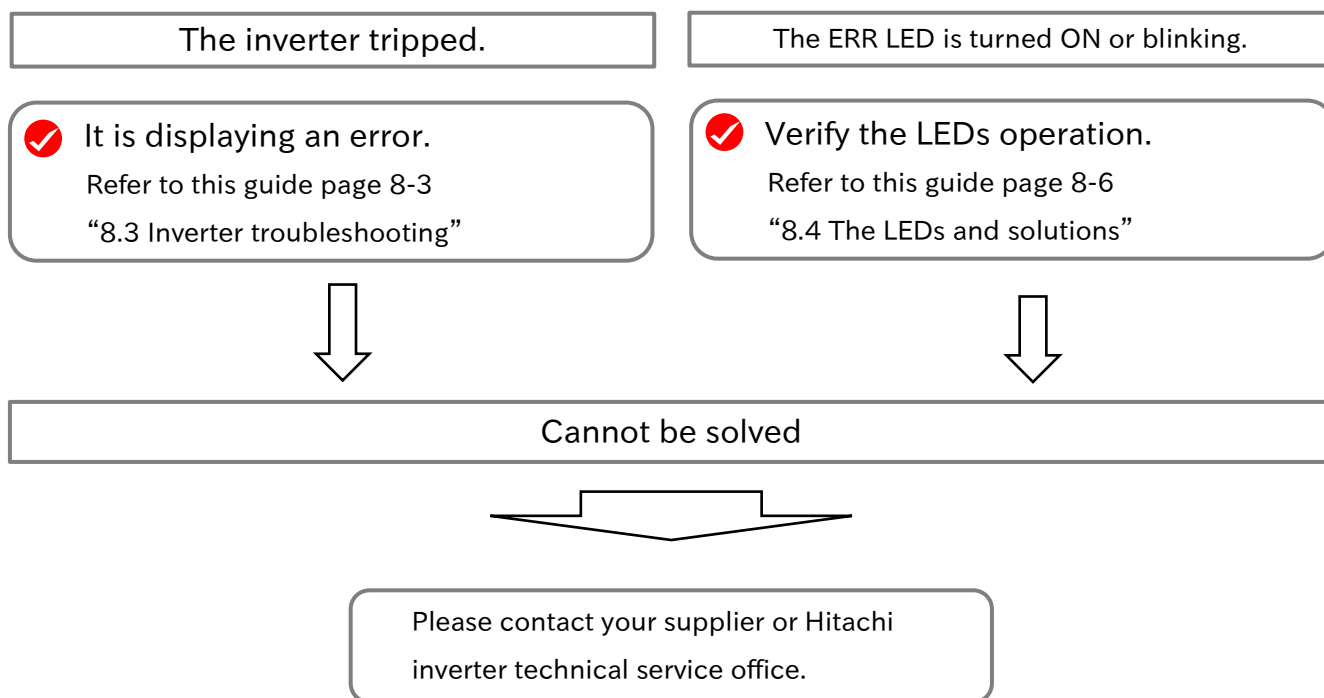 The inverter tripped.
The ERR LED is turned ON or blinking.
It is displaying an error.
Refer to this guide page 8-3
“8.3 Inverter troubleshooting”
Verify the LEDs operation.
Refer to this guide page 8-6
“8.4 The LEDs and solutions”
Cannot be solved
Please contact your supplier or Hitachi
inverter technical service office.